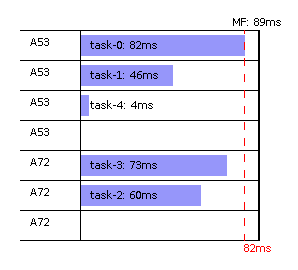 MF: 89ms
A53 task-0: 82ms
A53 task-1: 46ms
A53 task-4: 4ms
A53
A72 task-3: 73ms
A72 task-2: 60ms
A72
82ms